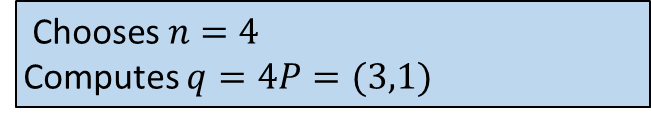 Chooses n = 4
Computes q = 4P = (3,1)